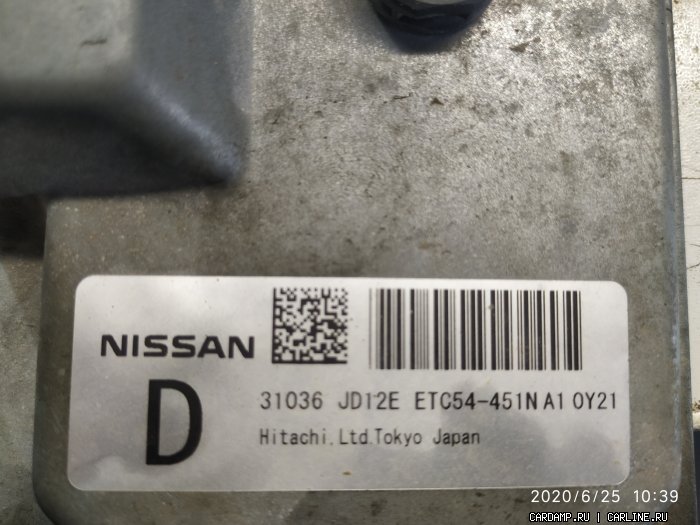 NISSAN
D
31036 JD12E ETC54-451N A1 0Y21
Hitachi.Ltd.Tokyo Japan
2020/6/25 10:39
CARDAMP.RU | CARLINE.RU